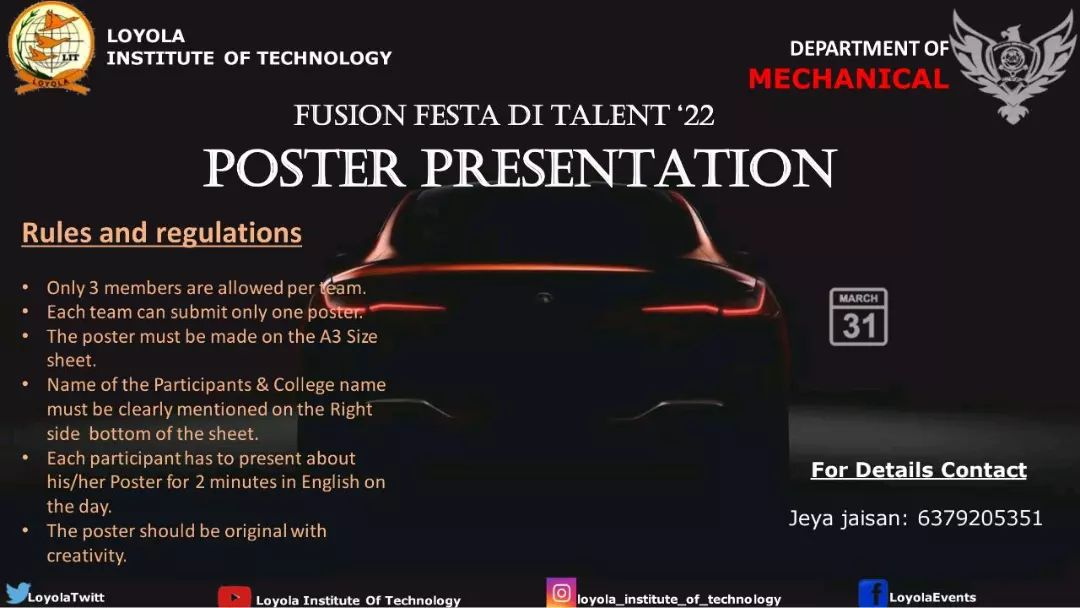 LOYOLA
INSTITUTE OF TECHNOLOGY
LIT
LOYOLA
DEPARTMENT OF
MECHANICAL
FUSION FESTA DI TALENT ‘22
POSTER PRESENTATION
Rules and regulations
• Only 3 members are allowed per team.
• Each team can submit only one poster.
• The poster must be made on the A3 Size
sheet.
• Name of the Participants & College name
must be clearly mentioned on the Right
side bottom of the sheet.
• Each participant has to present about
his/her Poster for 2 minutes in English on
the day.
• The poster should be original with
creativity.
MARCH
31
For Details Contact
Jeya jaisan: 6379205351
LoyolaTwitt
Loyola Institute Of Technology
loyola_institute_of_technology
LoyolaEvents